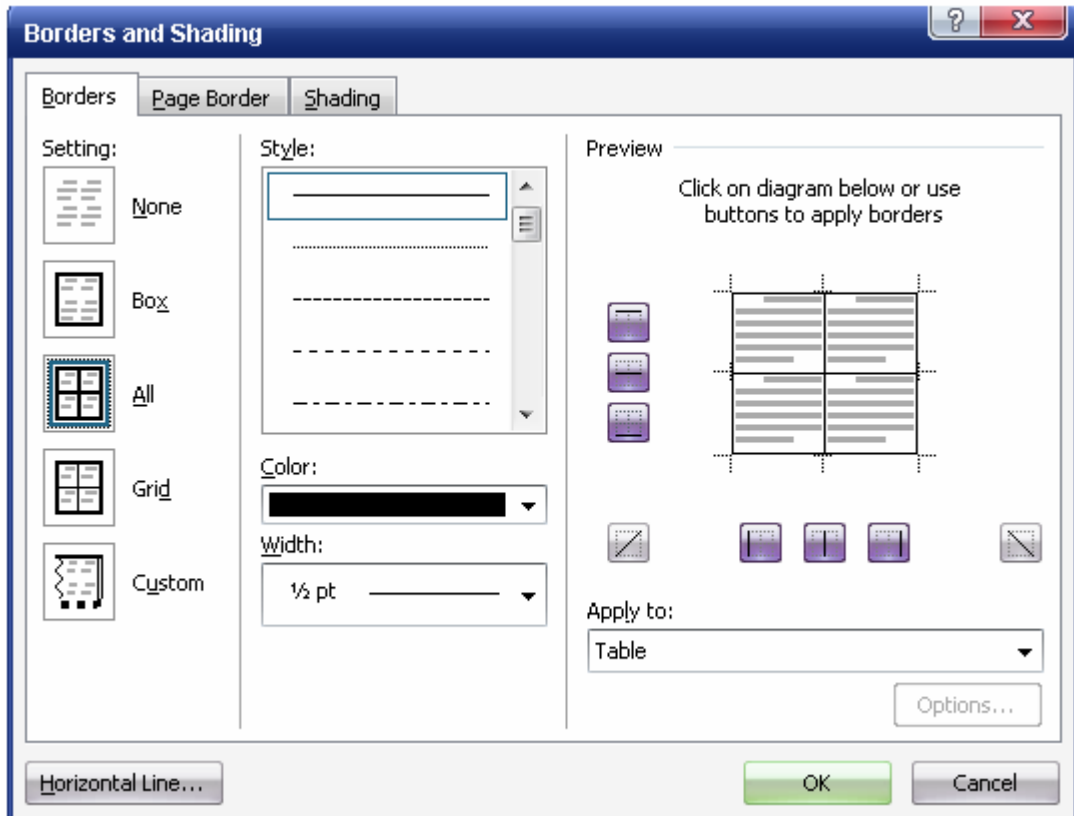 Borders and Shading
?
Borders
Page Border
Shading
Setting:
None
Box
All
Grid
Custom
Style:
Color:
Width:
½ pt
Preview
Click on diagram below or use
buttons to apply borders
Apply to:
Table
Options...
Horizontal Line...
OK
Cancel